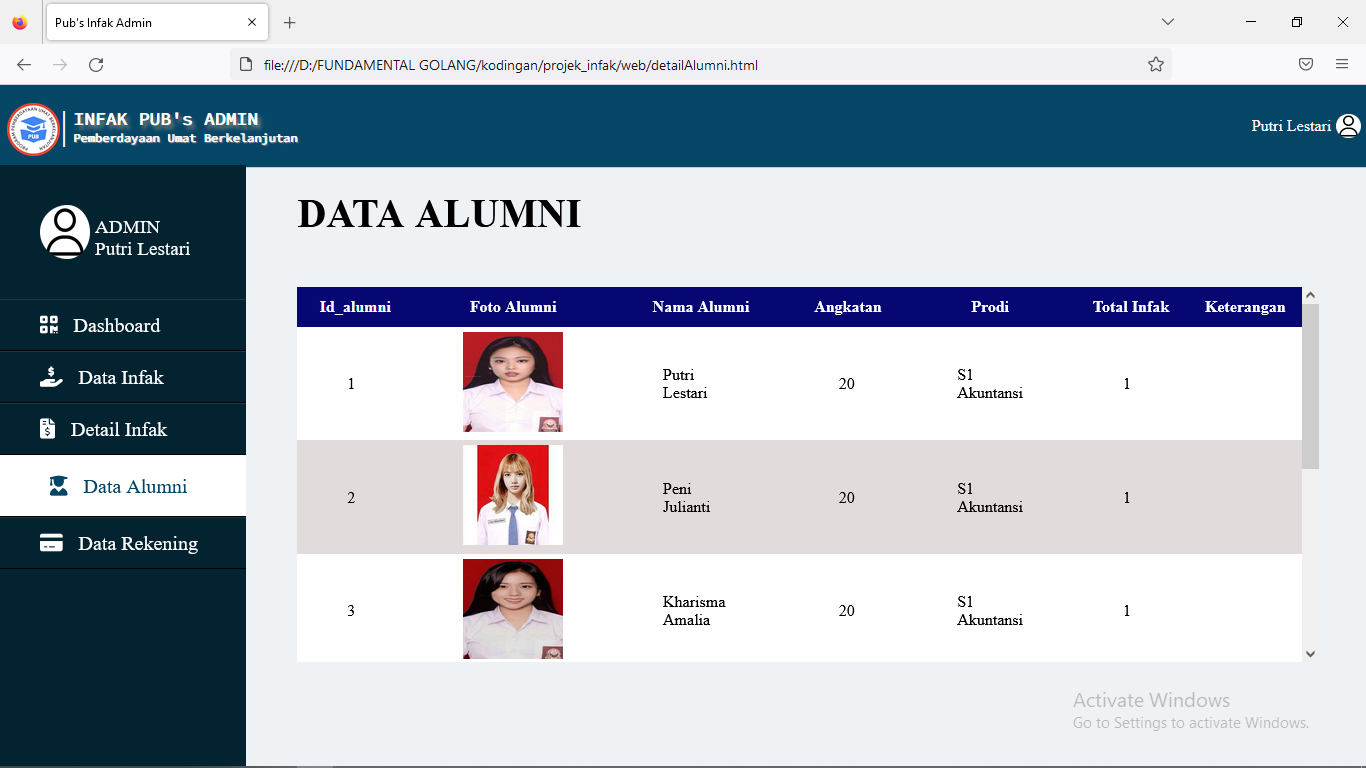 Pub's Infak Admin
file:///D:/FUNDAMENTAL GOLANG/kodingan/projek_infak/web/detailAlumni.html
INFAK PUB's ADMIN
Pemberdayaan Umat Berkelanjutan
PUB
Putri Lestari
ADMIN
Putri Lestari
Dashboard
Data Infak
Detail Infak
Data Alumni
Data Rekening
DATA ALUMNI
Id_alumni Foto Alumni Nama Alumni Angkatan Prodi Total Infak Keterangan
1 Putri Lestari 20 S1 Akuntansi 1
2 Peni Julianti 20 S1 Akuntansi 1
3 Kharisma Amalia 20 S1 Akuntansi 1
Activate Windows
Go to Settings to activate Windows.